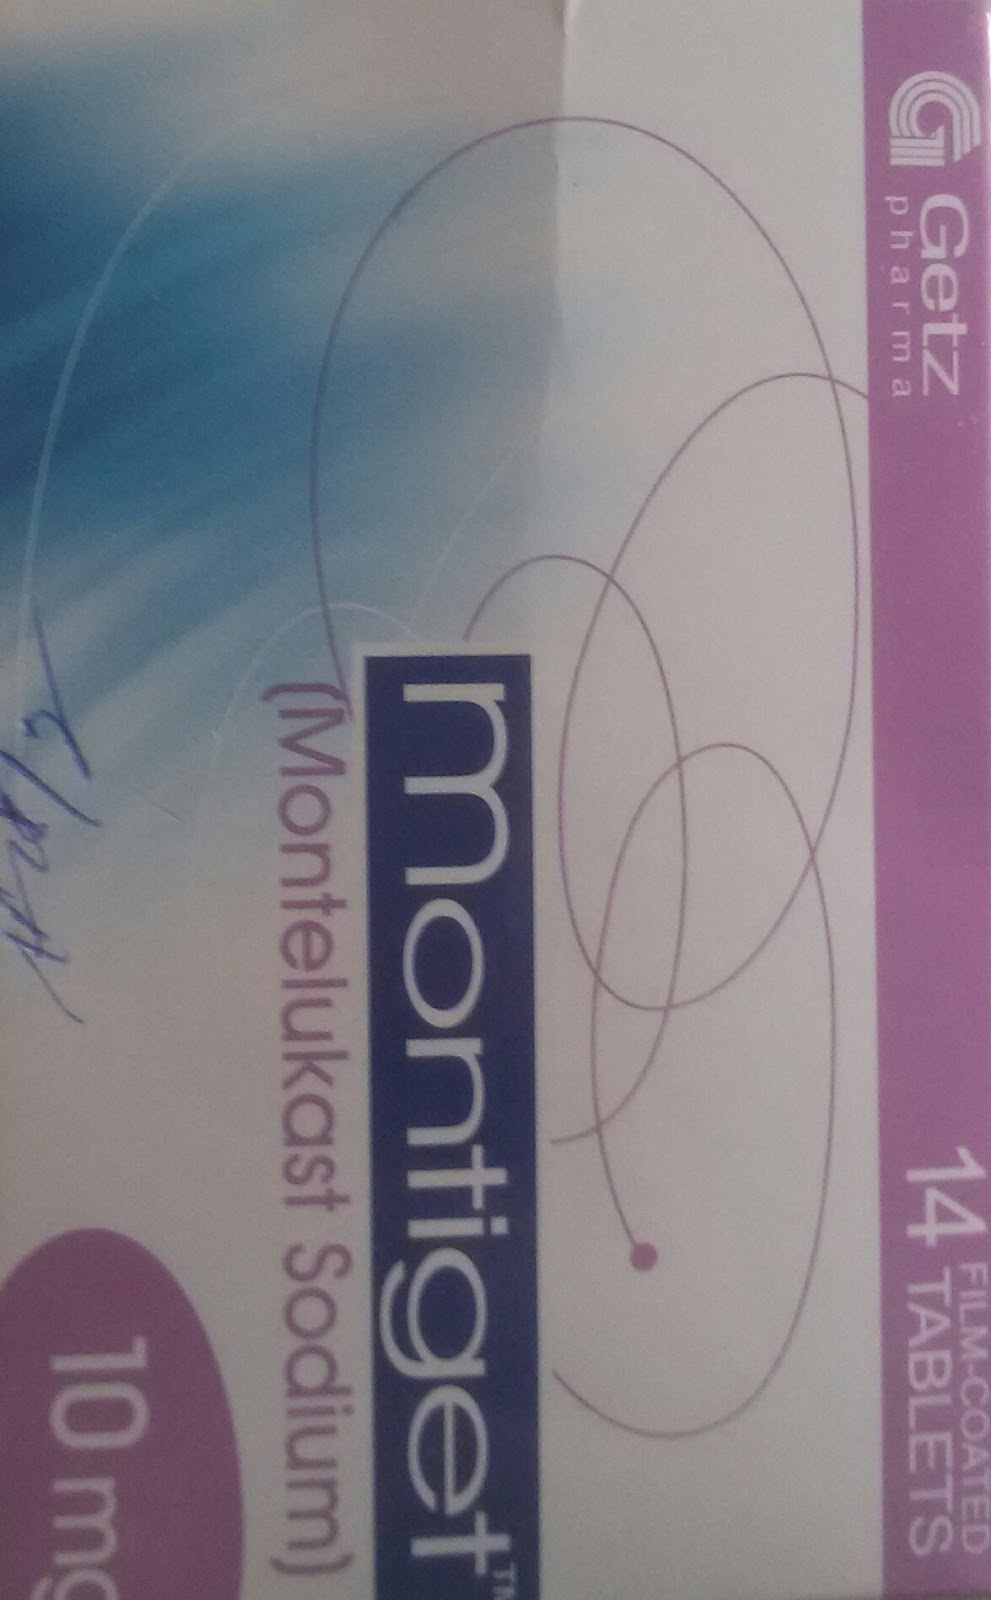 Getz
pharma
14 FILM-COATED
TABLETS
montiget™
(Montelukast Sodium)
10 mg